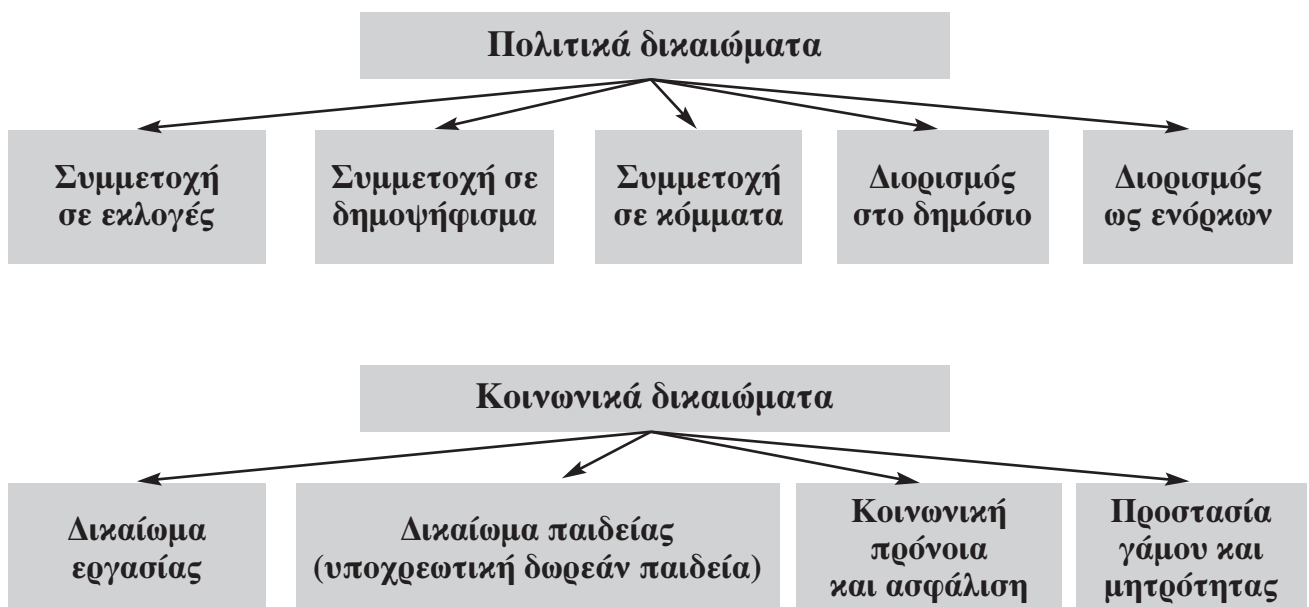 Πολιτικά δικαιώματα
Συμμετοχή
σε εκλογές
Συμμετοχή σε
δημοψήφισμα
Συμμετοχή
σε κόμματα
Διορισμός
στο δημόσιο
Διορισμός
ως ενόρκων
Κοινωνικά δικαιώματα
Δικαίωμα
εργασίας
Δικαίωμα παιδείας
(υποχρεωτική δωρεάν παιδεία)
Κοινωνική
πρόνοια
και ασφάλιση
Προστασία
γάμου και
μητρότητας